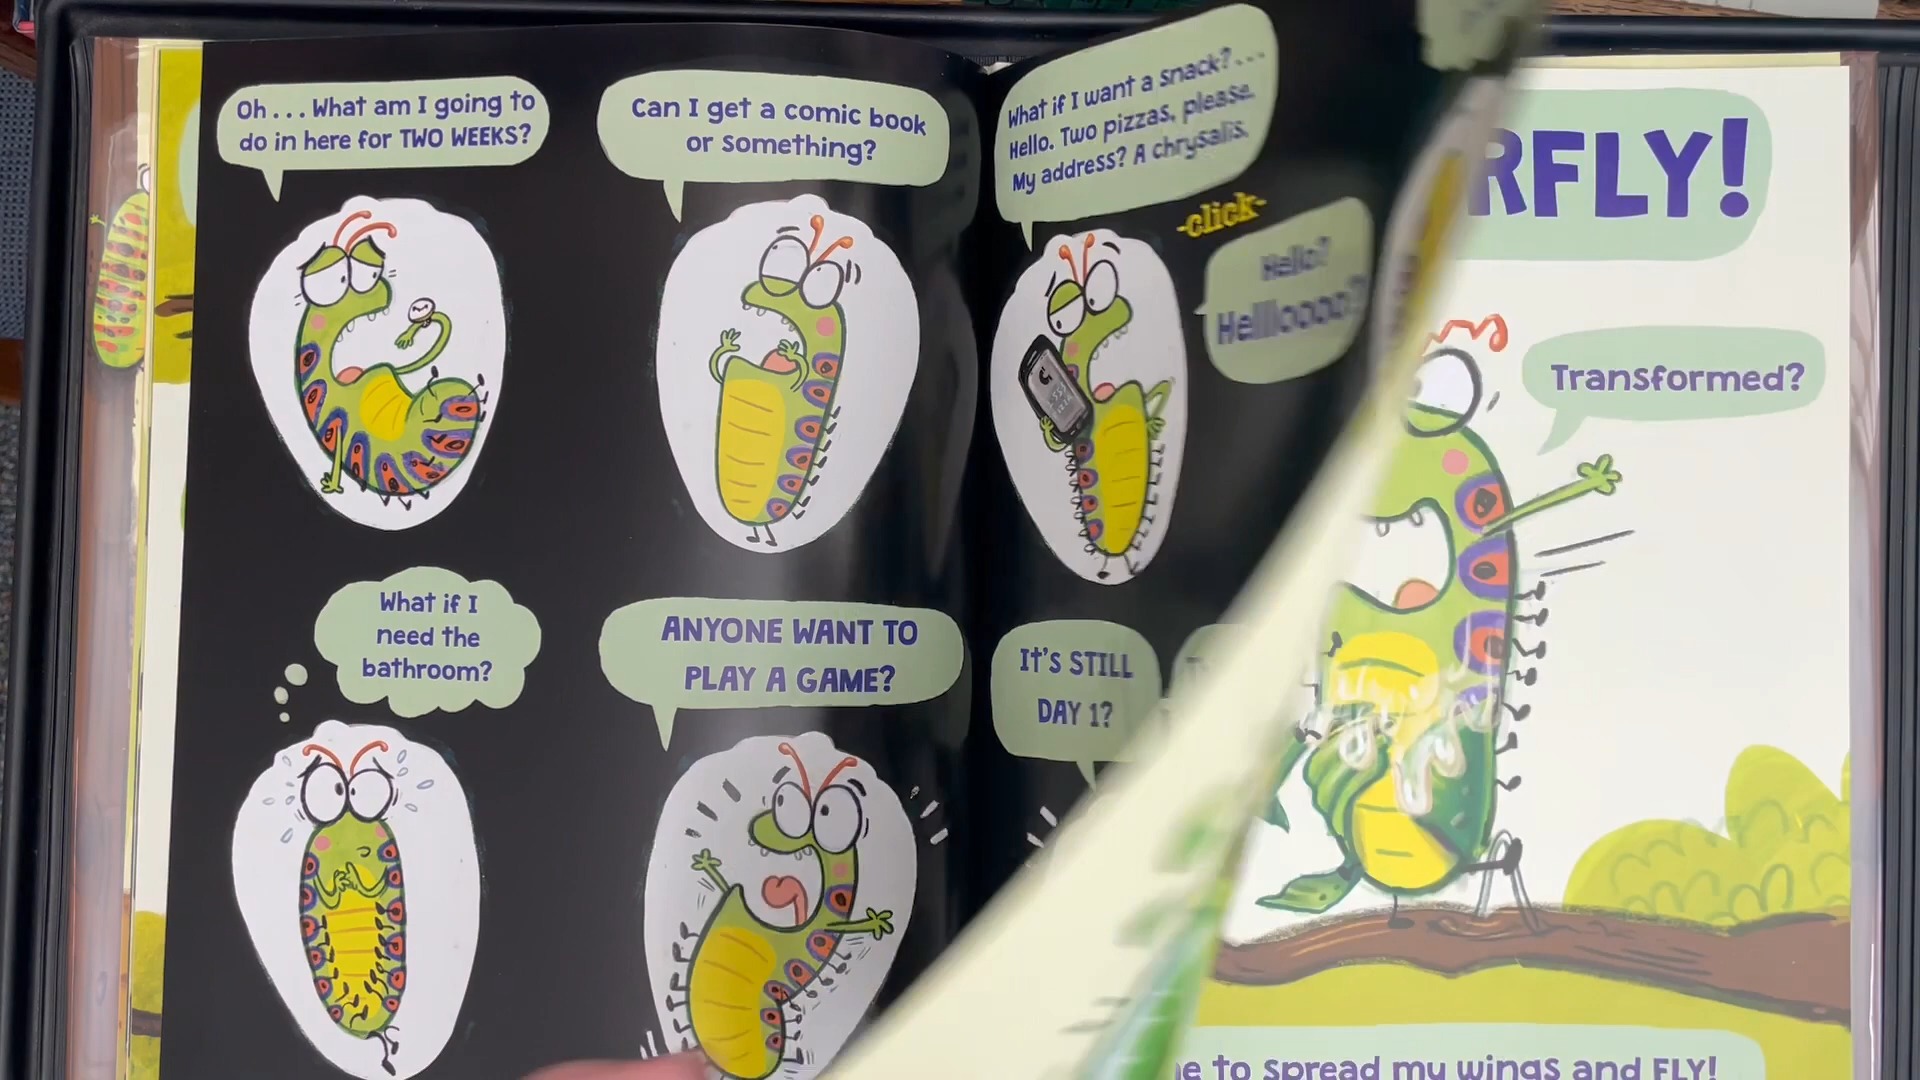 Oh... What am I going to
do in here for TWO WEEKS?
Can I get a comic book
or something?
What if I want a snack?...
Hello. Two pizzas, please.
My address? A chrysalis.
-click-
Hello?
Hellloooo?
What if I
need the
bathroom?
ANYONE WANT TO
PLAY A GAME?
It's STILL
DAY 1?
RFLY!
Transformed?
to spread my wings and FLY!